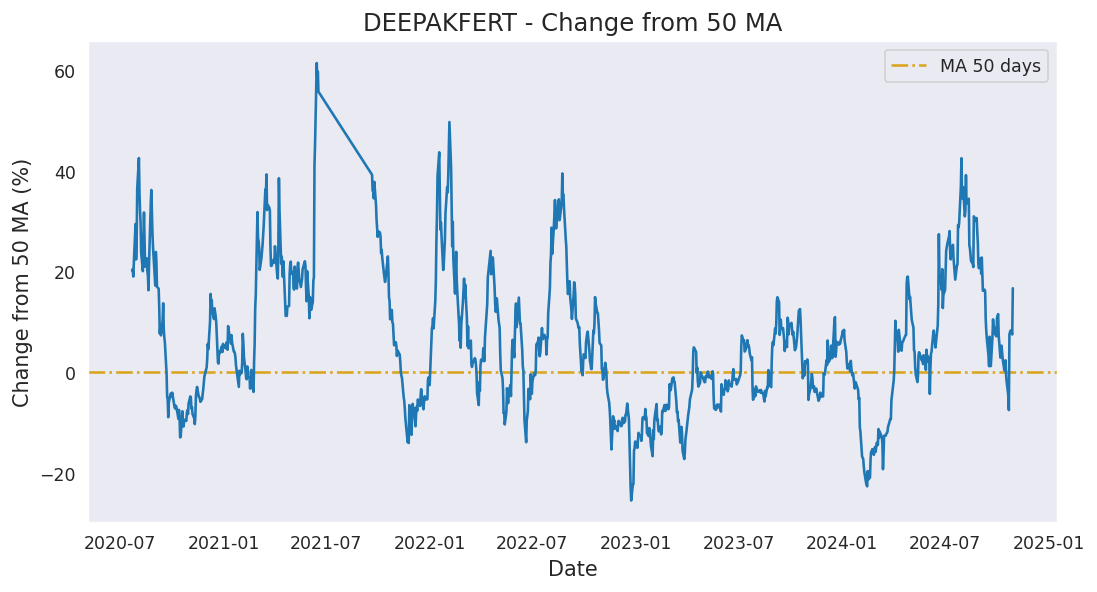 DEEPAKFERT - Change from 50 MA
MA 50 days
Change from 50 MA (%)
60
40
20
0
−20
2020-07 2021-01 2021-07 2022-01 2022-07 2023-01 2023-07 2024-01 2024-07 2025-01
Date